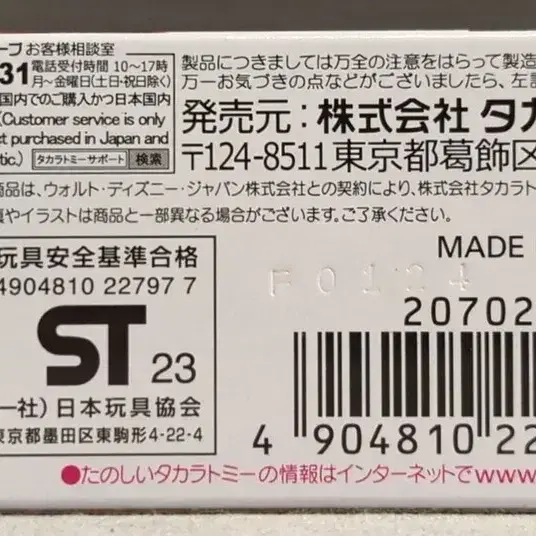 ープ お客様相談室
31 電話受付時間 10～17時
月～金曜日(土日・祝日除く)
国内でのご購入かつ日本国内
(Customer service is only
ct purchased in Japan and
tic.) タカラトミーサポート 検索
製品につきましては万全の注意をはらって製造
万一お気づきの点などがございましたら、左記
発売元：株式会社 タカ
〒124-8511東京都葛飾区
商品は、ウォルト・ディズニー・ジャパン株式会社との契約により、株式会社タカラト
真やイラストは商品と一部異なる場合がございます。ご了承ください。
玩具安全基準合格
4904810 22797 7
ST 23
一社) 日本玩具協会
東京都墨田区東駒形4-22-4
MADE
F0124
20702
4 904810 22
●たのしいタカラトミーの情報はインターネットでwww.